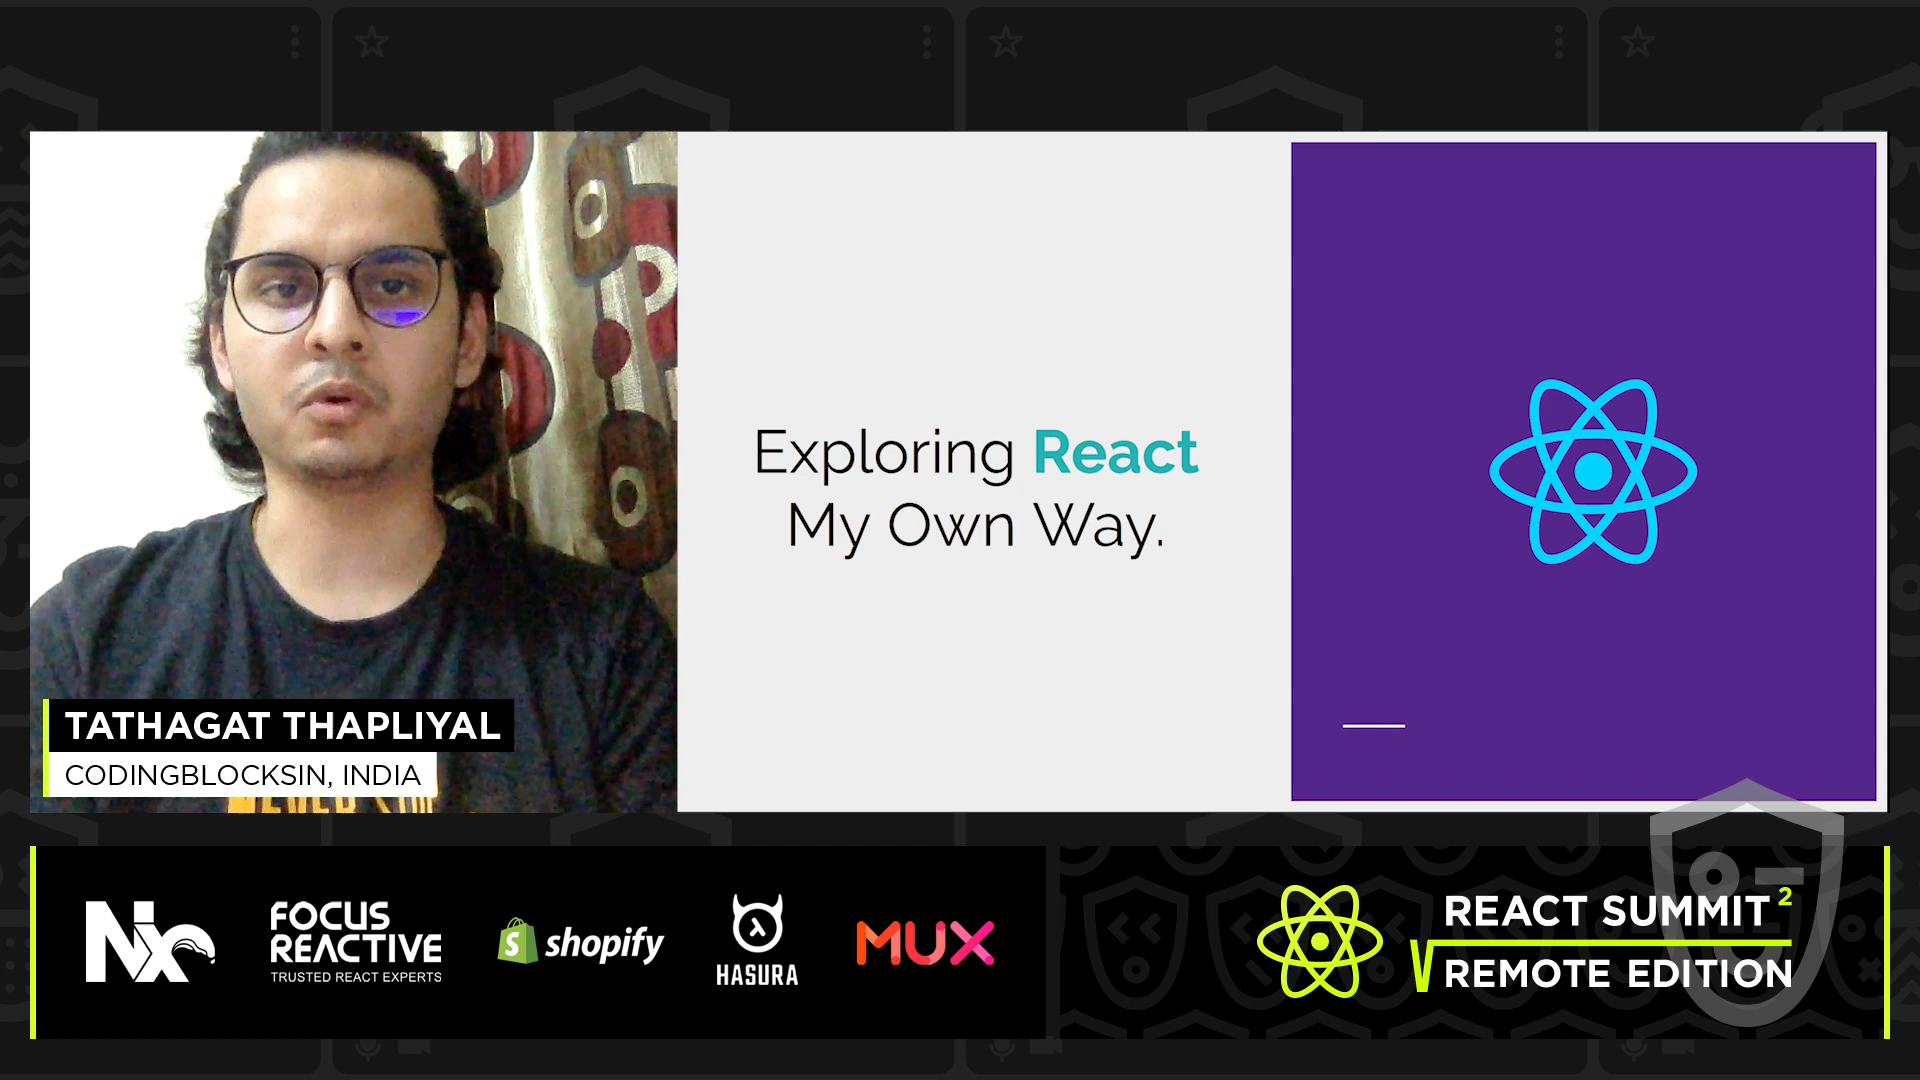 Exploring React
My Own Way.
TATHAGAT THAPLIYAL
CODINGBLOCKSIN, INDIA
Nx
FOCUS
REACTIVE
TRUSTED REACT EXPERTS
S shopify
HASURA
MUX
REACT SUMMIT 2
REMOTE EDITION